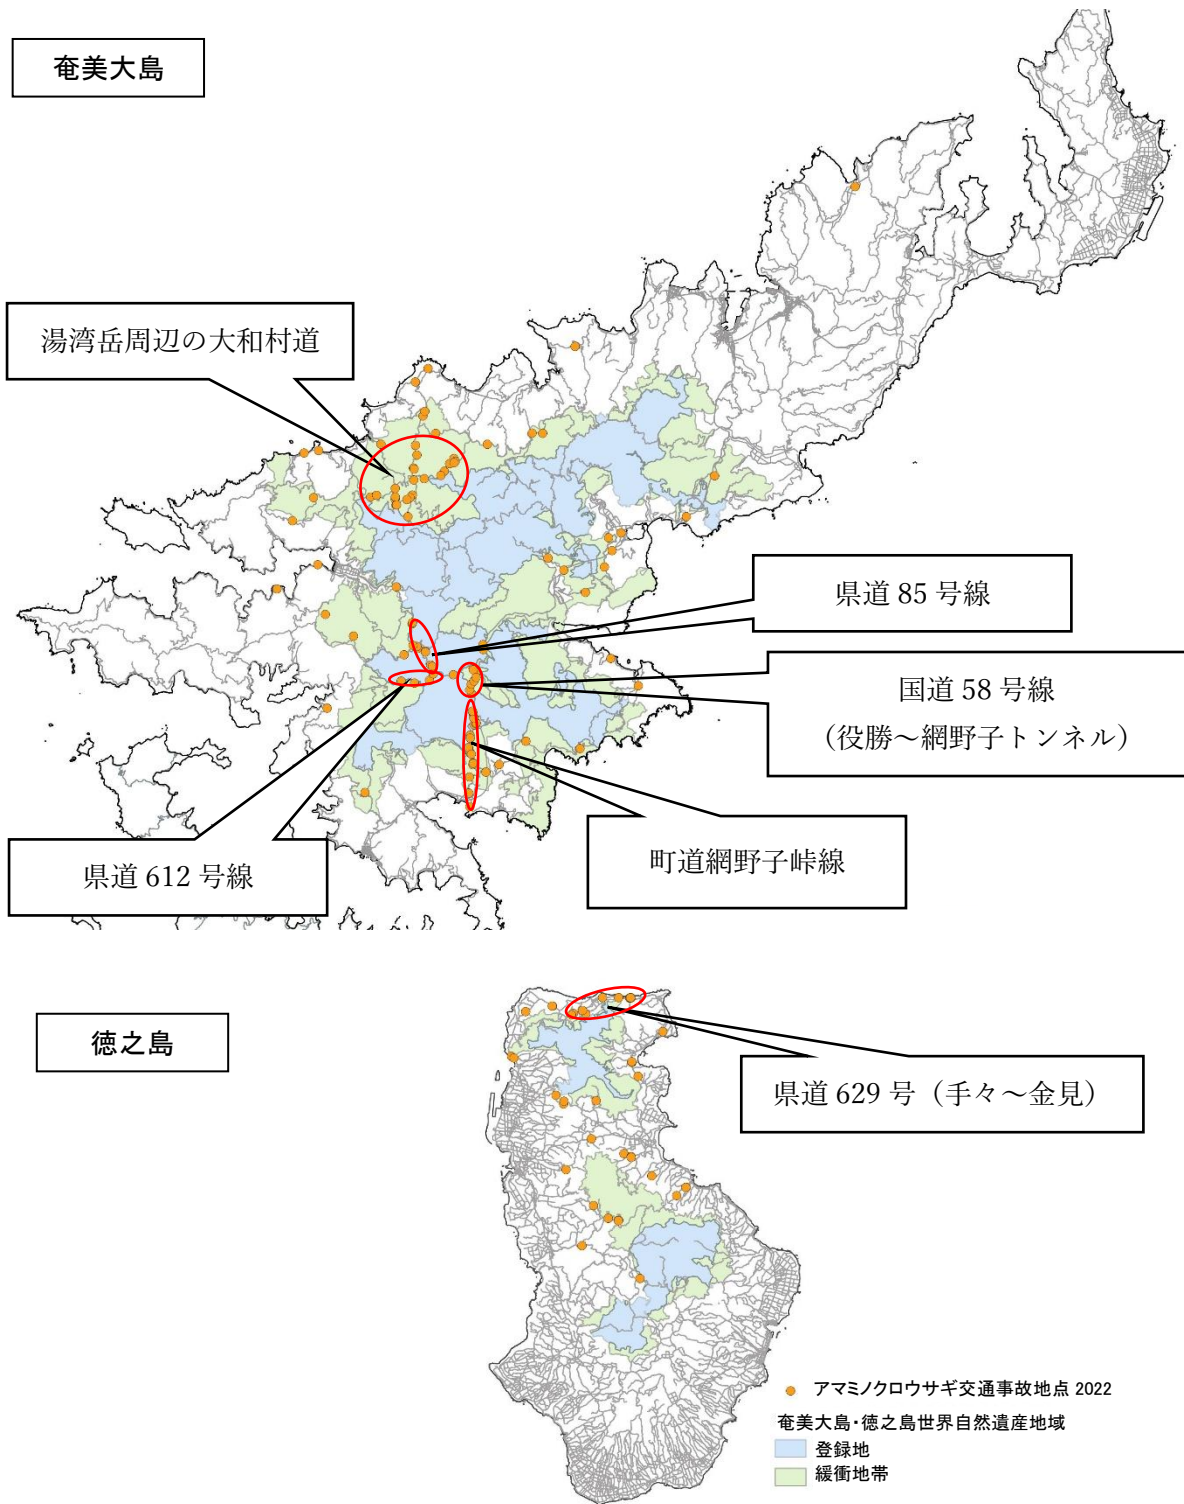 奄美大島
湯湾岳周辺の大和村道
県道 85 号線
国道 58 号線
（役勝～網野子トンネル）
町道網野子峠線
県道 612 号線
徳之島
県道 629 号（手々～金見）
アマミノクロウサギ交通事故地点 2022
奄美大島・徳之島世界自然遺産地域
登録地
緩衝地帯